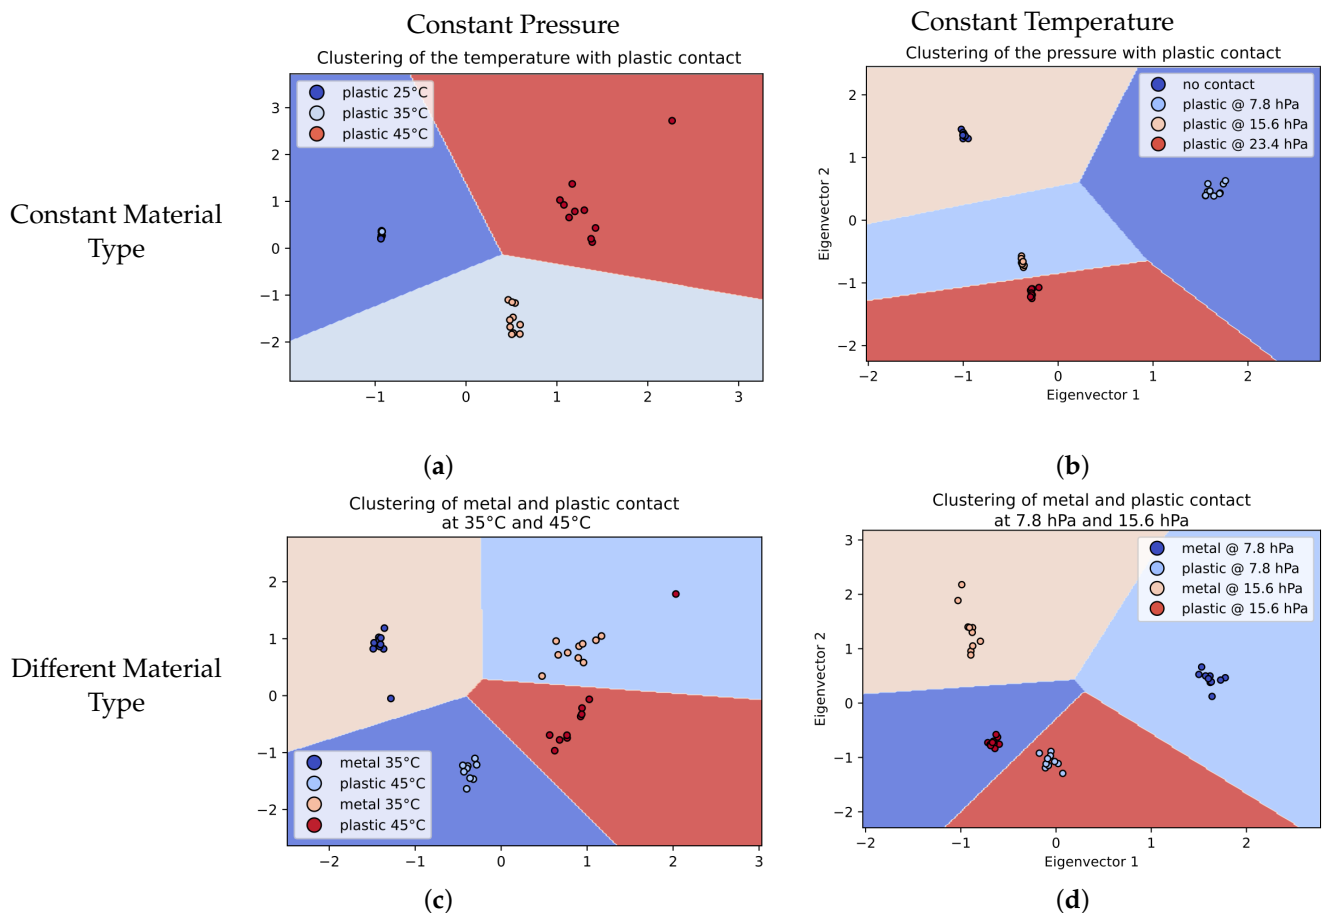 Constant Pressure
Constant Temperature
Constant Material
Type
Clustering of the temperature with plastic contact
plastic 25°C
plastic 35°C
plastic 45°C
3
2
1
0
−1
−2
−1
0
1
2
3
(a)
Clustering of the pressure with plastic contact
no contact
plastic @ 7.8 hPa
plastic @ 15.6 hPa
plastic @ 23.4 hPa
Eigenvector 2
2
1
0
−1
−2
−2
−1
0
1
2
Eigenvector 1
(b)
Different Material
Type
Clustering of metal and plastic contact
at 35°C and 45°C
2
1
0
−1
−2
metal 35°C
plastic 45°C
metal 35°C
plastic 45°C
−2
−1
0
1
2
3
(c)
Clustering of metal and plastic contact
at 7.8 hPa and 15.6 hPa
metal @ 7.8 hPa
plastic @ 7.8 hPa
metal @ 15.6 hPa
plastic @ 15.6 hPa
Eigenvector 2
3
2
1
0
−1
−2
−2
−1
0
1
2
Eigenvector 1
(d)